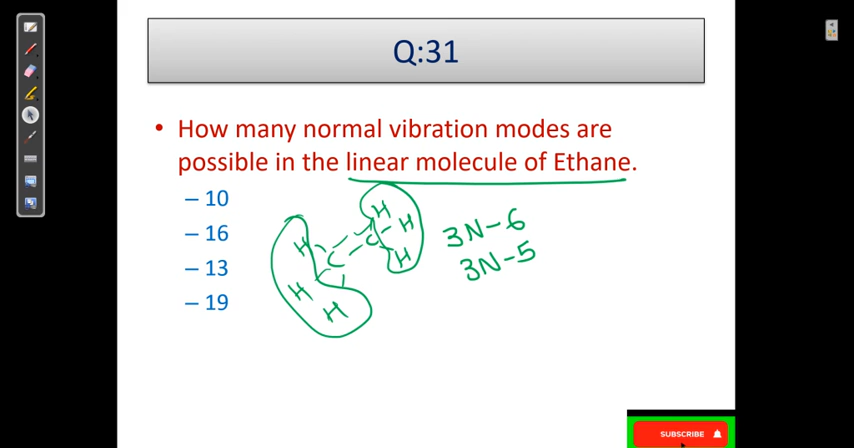 Q:31
• How many normal vibration modes are
possible in the linear molecule of Ethane.
– 10
– 16
– 13
– 19
H H
H C H
C H
H
H
3N-6
3N-5
SUBSCRIBE